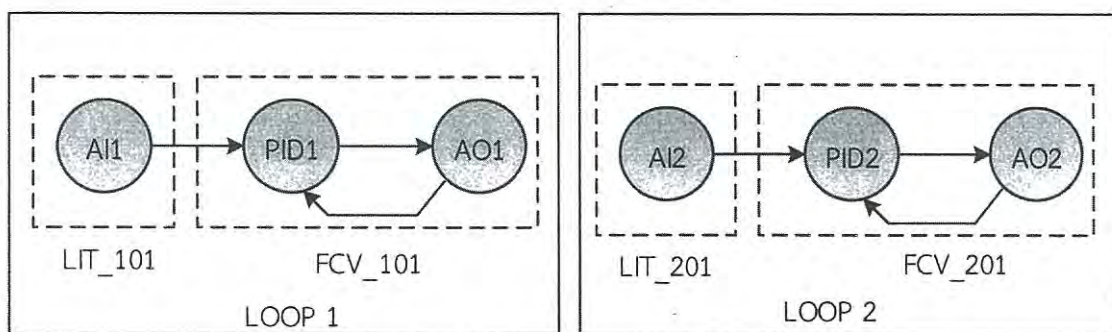 AI1
PID1
AO1
LIT_101
FCV_101
LOOP 1
AI2
PID2
AO2
LIT_201
FCV_201
LOOP 2